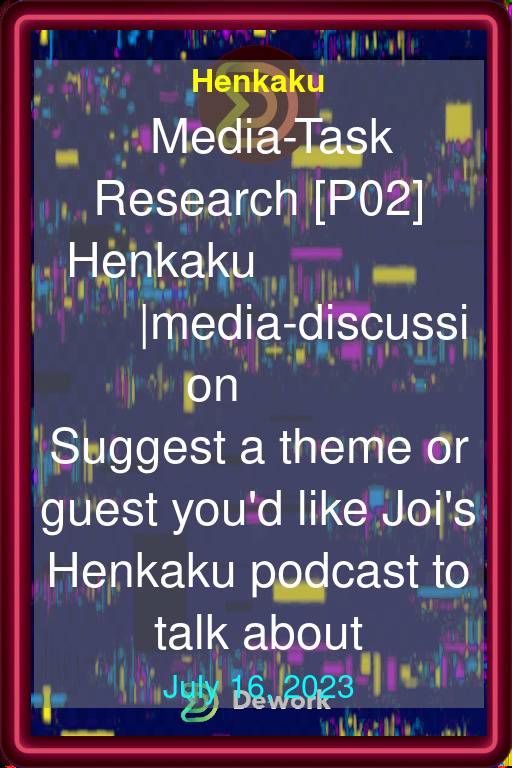 Henkaku
Media-Task
Research [P02]
Henkaku
|media-discussi
on
Suggest a theme or
guest you'd like Joi's
Henkaku podcast to
talk about
July 16, 2023
Dework